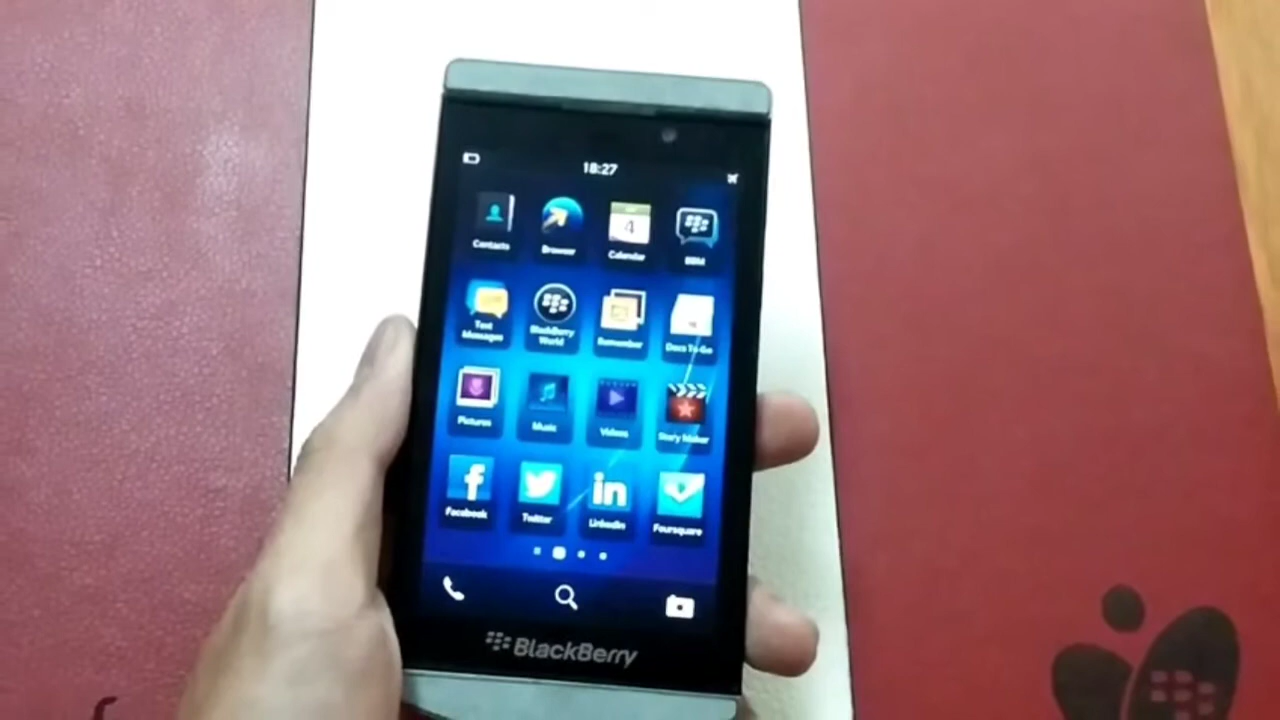 18:27
4
Contacts
Browser
Calendar
BBM
Text
Messages
BlackBerry
World
Remember
Docs To Go
Pictures
Music
Videos
Story Maker
f
Facebook
Twitter
in
LinkedIn
Foursquare
BlackBerry